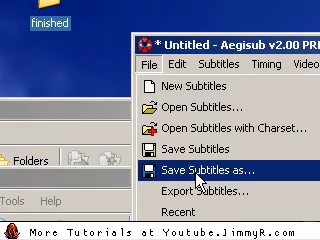 finished
* Untitled - Aegisub v2.00 PRE
File Edit Subtitles Timing Video
New Subtitles
Open Subtitles...
Open Subtitles with Charset...
Folders
Save Subtitles
Save Subtitles as...
Export Subtitles...
Tools Help
Recent
More Tutorials at Youtube.JimmyR.com